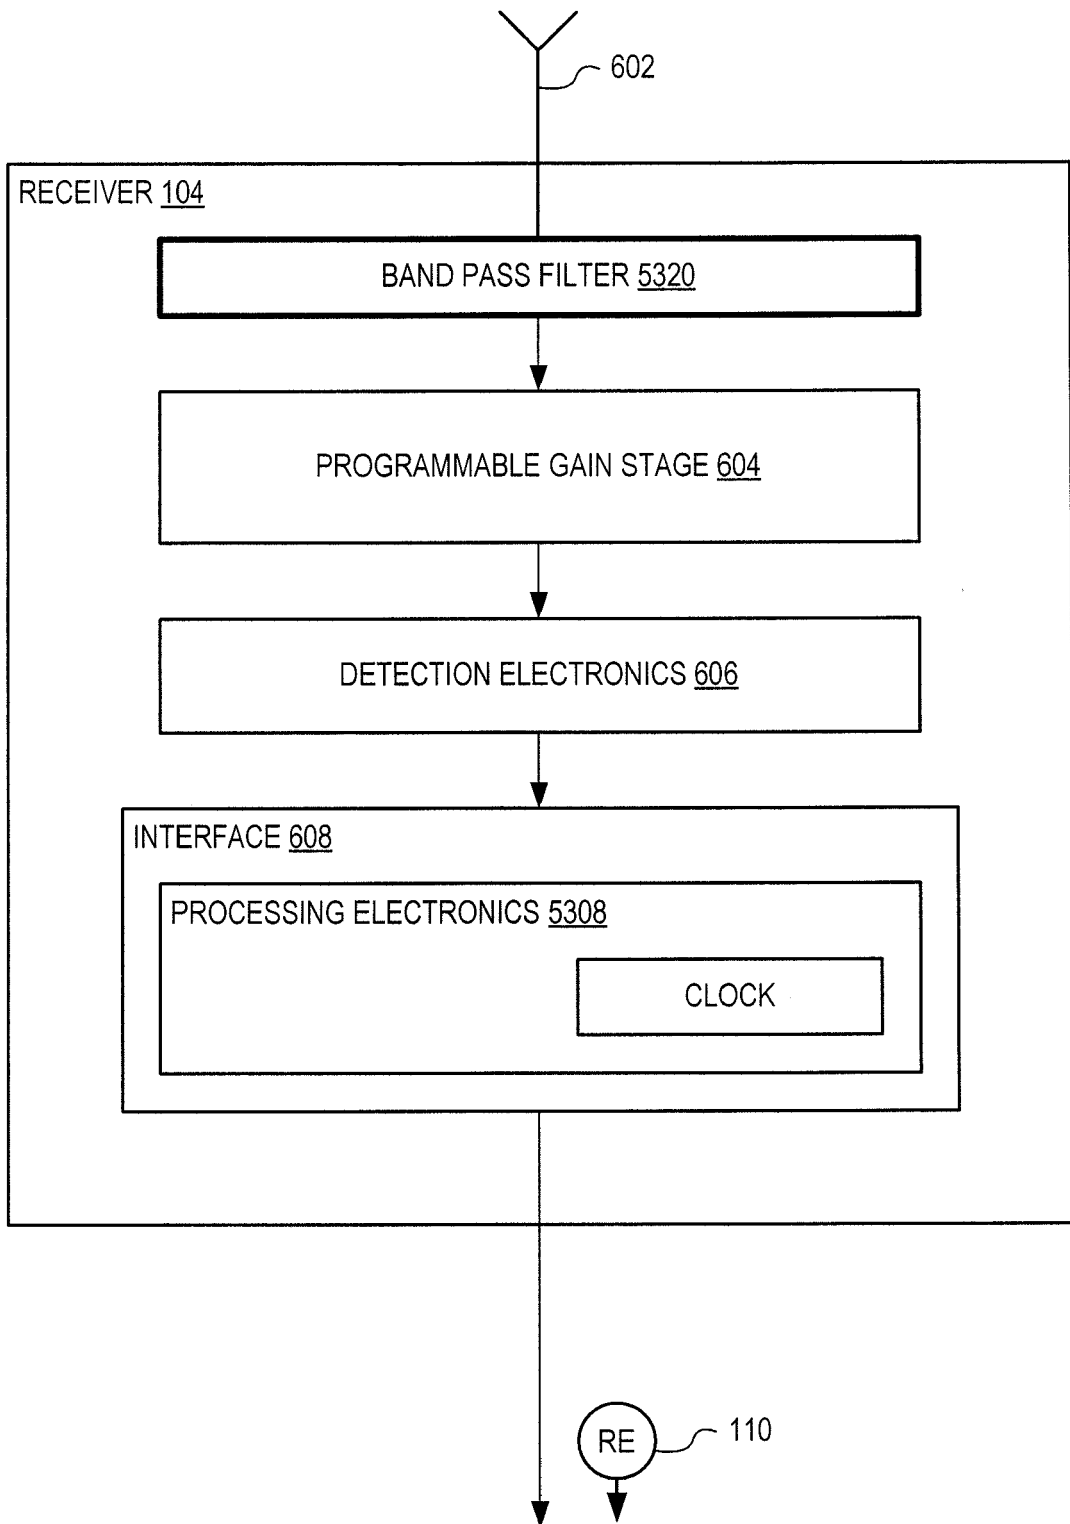 602
RECEIVER 104
BAND PASS FILTER 5320
PROGRAMMABLE GAIN STAGE 604
DETECTION ELECTRONICS 606
INTERFACE 608
PROCESSING ELECTRONICS 5308
CLOCK
RE
110